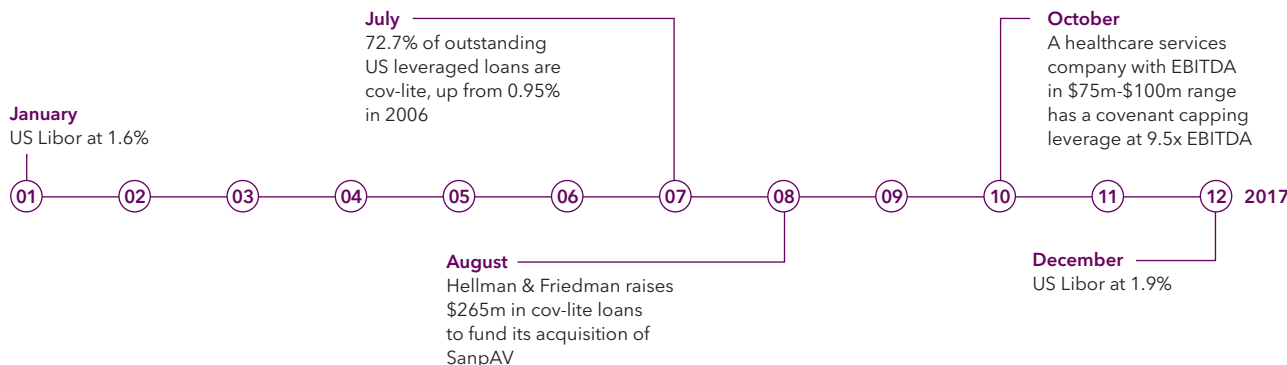 July
72.7% of outstanding
US leveraged loans are
cov-lite, up from 0.95%
in 2006
October
A healthcare services
company with EBITDA
in $75m-$100m range
has a covenant capping
leverage at 9.5x EBITDA
January
US Libor at 1.6%
01 02 03 04 05 06 07 08 09 10 11 12 2017
August
Hellman & Friedman raises
$265m in cov-lite loans
to fund its acquisition of
SanpAV
December
US Libor at 1.9%